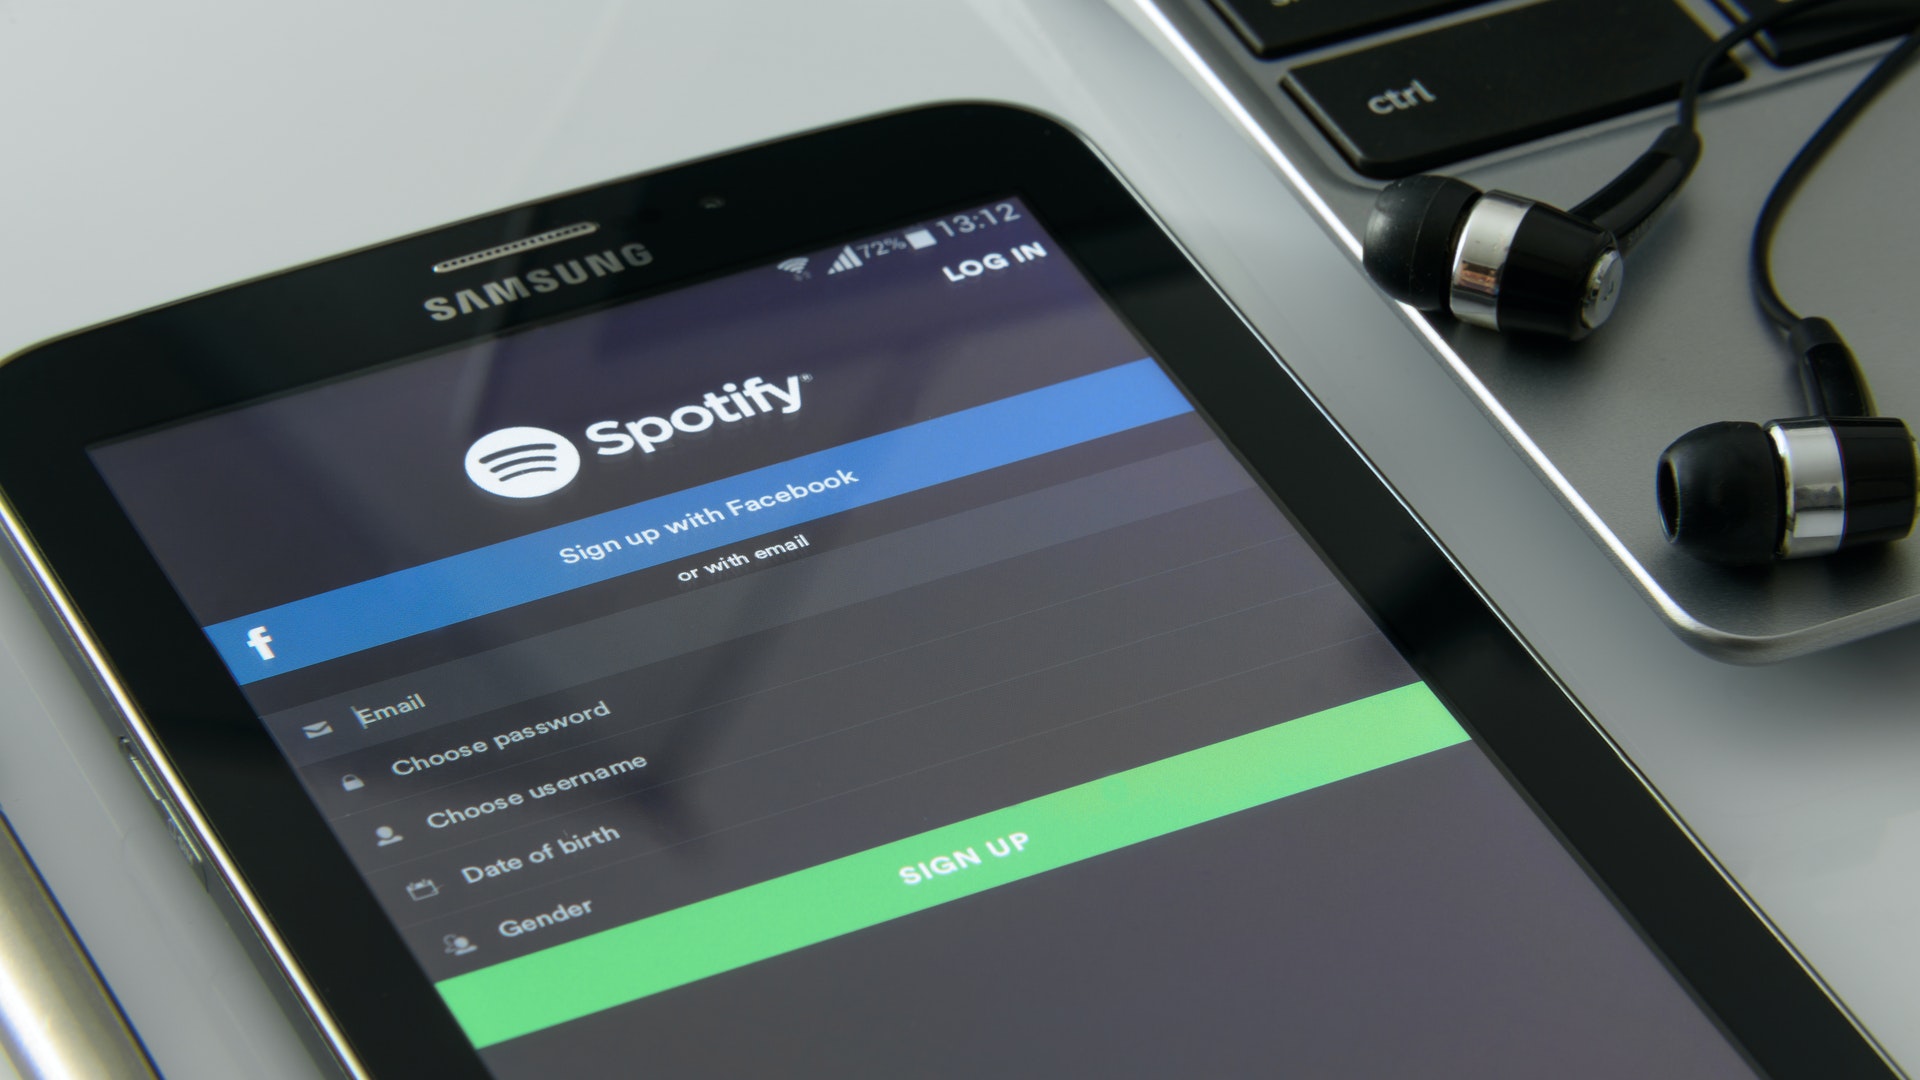 ctrl
SAMSUNG
72% 13:12
LOG IN
Spotify®
Sign up with Facebook
or with email
Email
Choose password
Choose username
Date of birth
Gender
SIGN UP